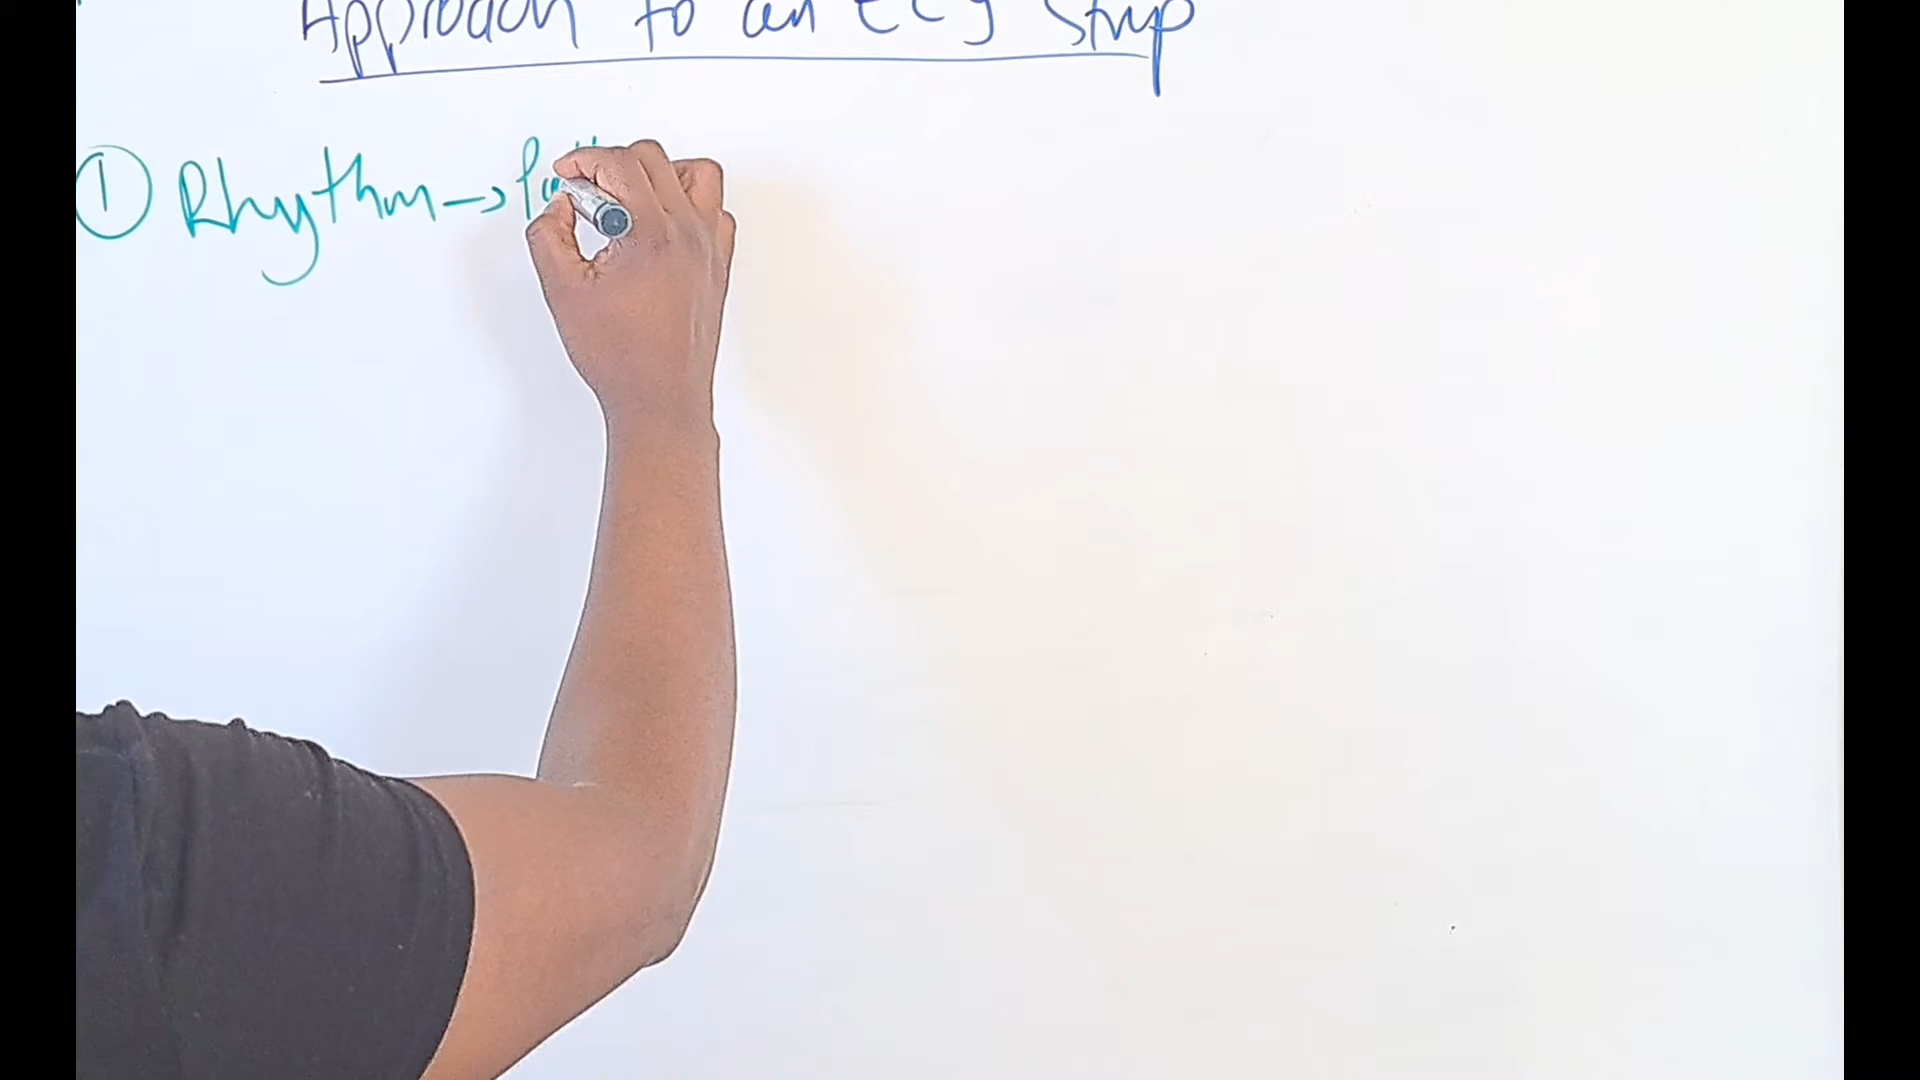 Approach to an ECG Strip
① Rhythm →